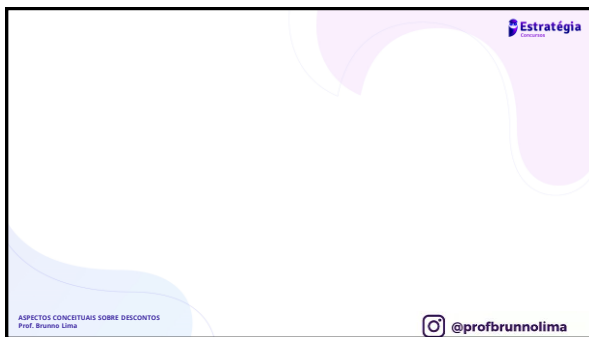 Estratégia
Concursos
ASPECTOS CONCEITUAIS SOBRE DESCONTOS
Prof. Brunno Lima
@profbrunnolima